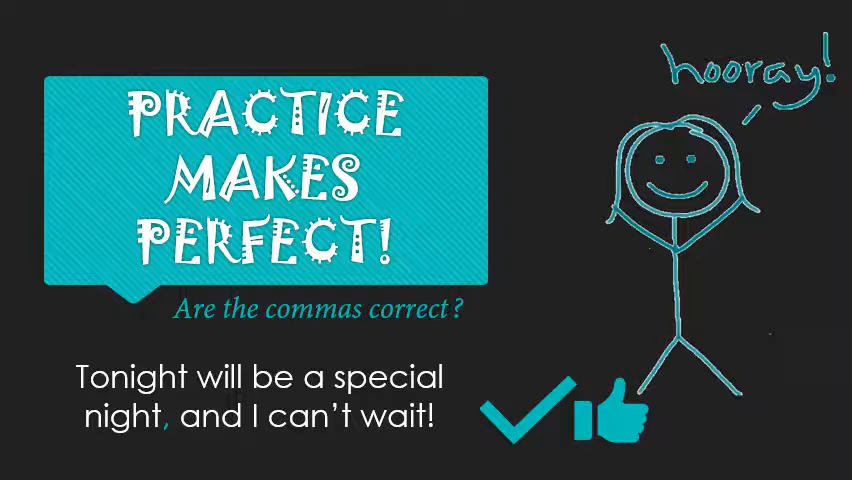 hooray!
PRACTICE
MAKES
PERFECT!
Are the commas correct?
Tonight will be a special
night, and I can’t wait!